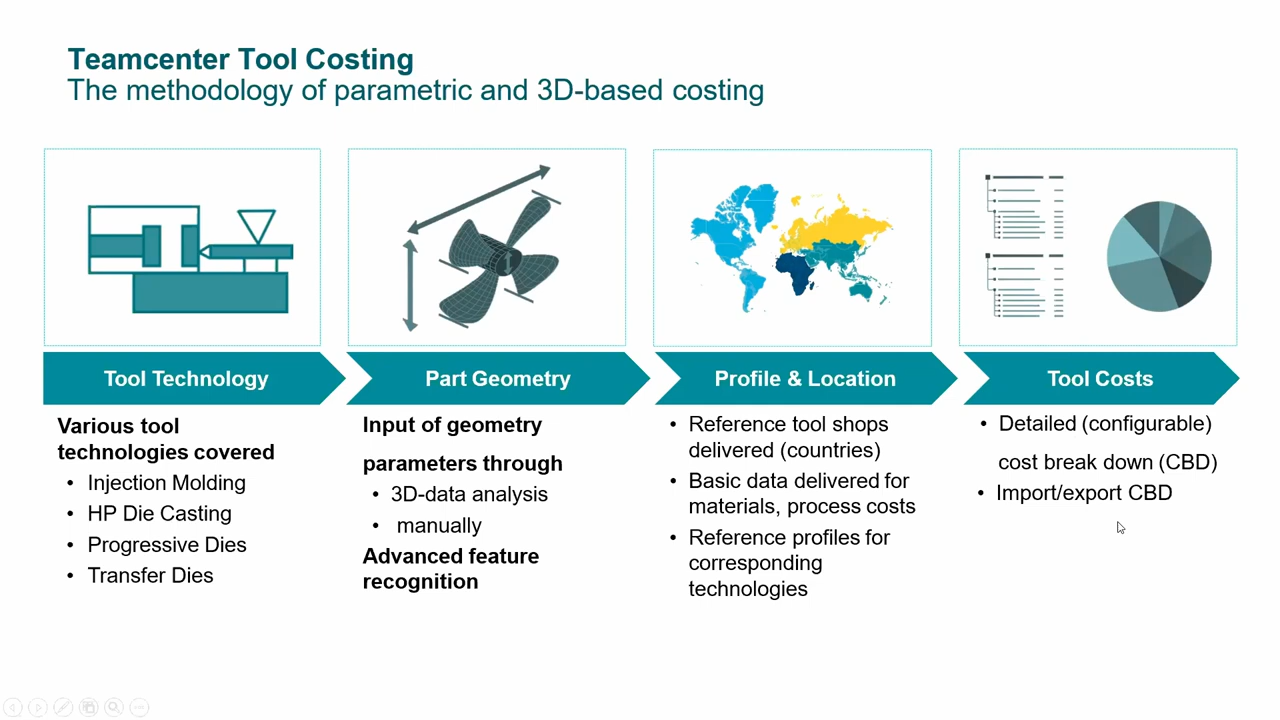 Teamcenter Tool Costing
The methodology of parametric and 3D-based costing
Tool Technology
Various tool
technologies covered
• Injection Molding
• HP Die Casting
• Progressive Dies
• Transfer Dies
Part Geometry
Input of geometry
parameters through
• 3D-data analysis
• manually
Advanced feature
recognition
Profile & Location
• Reference tool shops
delivered (countries)
• Basic data delivered for
materials, process costs
• Reference profiles for
corresponding
technologies
Tool Costs
• Detailed (configurable)
cost break down (CBD)
• Import/export CBD